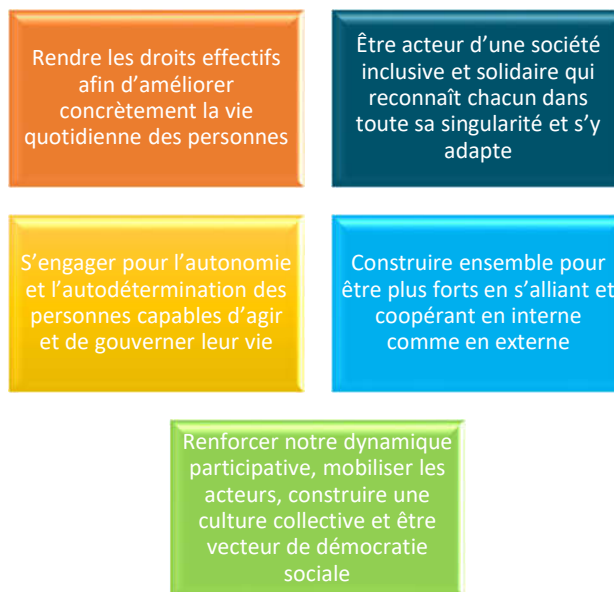 Rendre les droits effectifs
afin d’améliorer
concrètement la vie
quotidienne des personnes
Être acteur d’une société
inclusive et solidaire qui
reconnaît chacun dans
toute sa singularité et s’y
adapte
S’engager pour l’autonomie
et l’autodétermination des
personnes capables d’agir
et de gouverner leur vie
Construire ensemble pour
être plus forts en s’alliant et
coopérant en interne
comme en externe
Renforcer notre dynamique
participative, mobiliser les
acteurs, construire une
culture collective et être
vecteur de démocratie
sociale